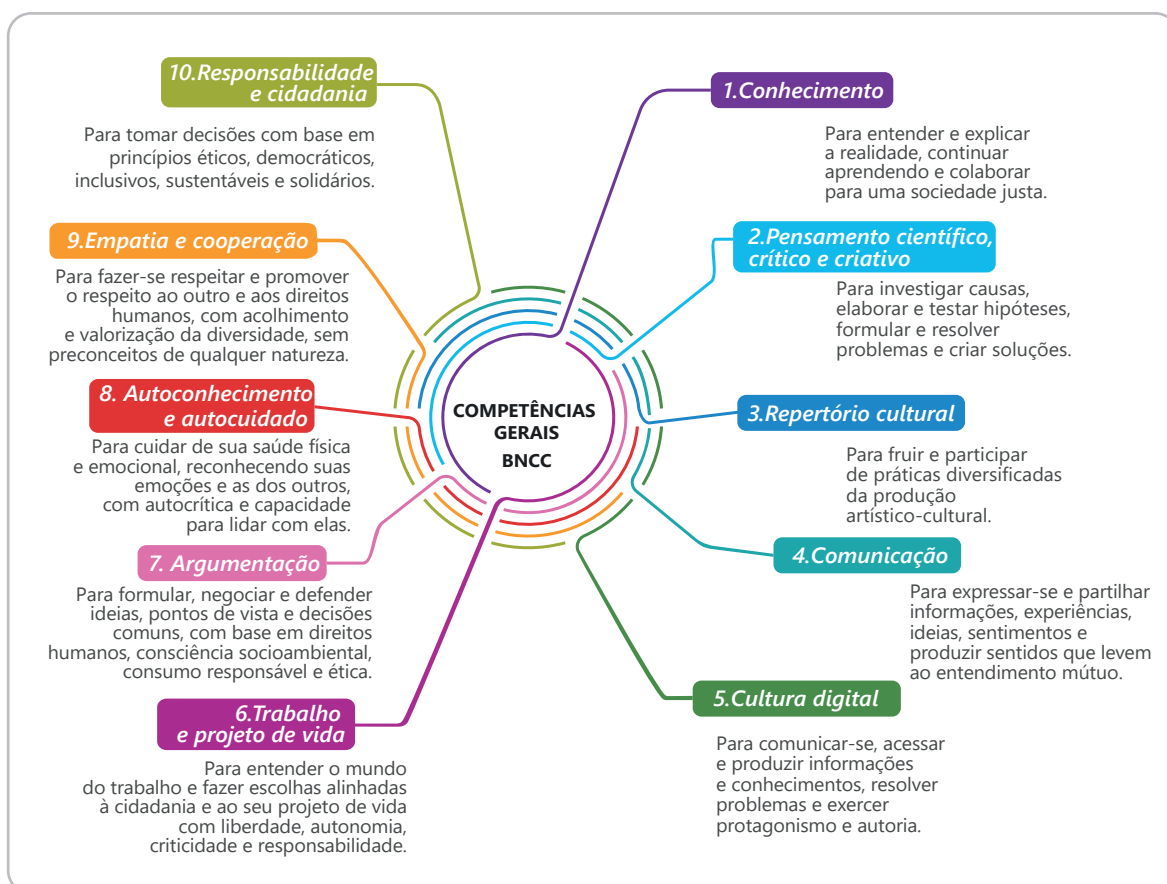 COMPETÊNCIAS
GERAIS
BNCC
1.Conhecimento
Para entender e explicar
a realidade, continuar
aprendendo e colaborar
para uma sociedade justa.
2.Pensamento científico,
crítico e criativo
Para investigar causas,
elaborar e testar hipóteses,
formular e resolver
problemas e criar soluções.
3.Repertório cultural
Para fruir e participar
de práticas diversificadas
da produção
artístico-cultural.
4.Comunicação
Para expressar-se e partilhar
informações, experiências,
ideias, sentimentos e
produzir sentidos que levem
ao entendimento mútuo.
5.Cultura digital
Para comunicar-se, acessar
e produzir informações
e conhecimentos, resolver
problemas e exercer
protagonismo e autoria.
6.Trabalho
e projeto de vida
Para entender o mundo
do trabalho e fazer escolhas alinhadas
à cidadania e ao seu projeto de vida
com liberdade, autonomia,
criticidade e responsabilidade.
7. Argumentação
Para formular, negociar e defender
ideias, pontos de vista e decisões
comuns, com base em direitos
humanos, consciência socioambiental,
consumo responsável e ética.
8. Autoconhecimento
e autocuidado
Para cuidar de sua saúde física
e emocional, reconhecendo suas
emoções e as dos outros,
com autocrítica e capacidade
para lidar com elas.
9.Empatia e cooperação
Para fazer-se respeitar e promover
o respeito ao outro e aos direitos
humanos, com acolhimento
e valorização da diversidade, sem
preconceitos de qualquer natureza.
10.Responsabilidade
e cidadania
Para tomar decisões com base em
princípios éticos, democráticos,
inclusivos, sustentáveis e solidários.